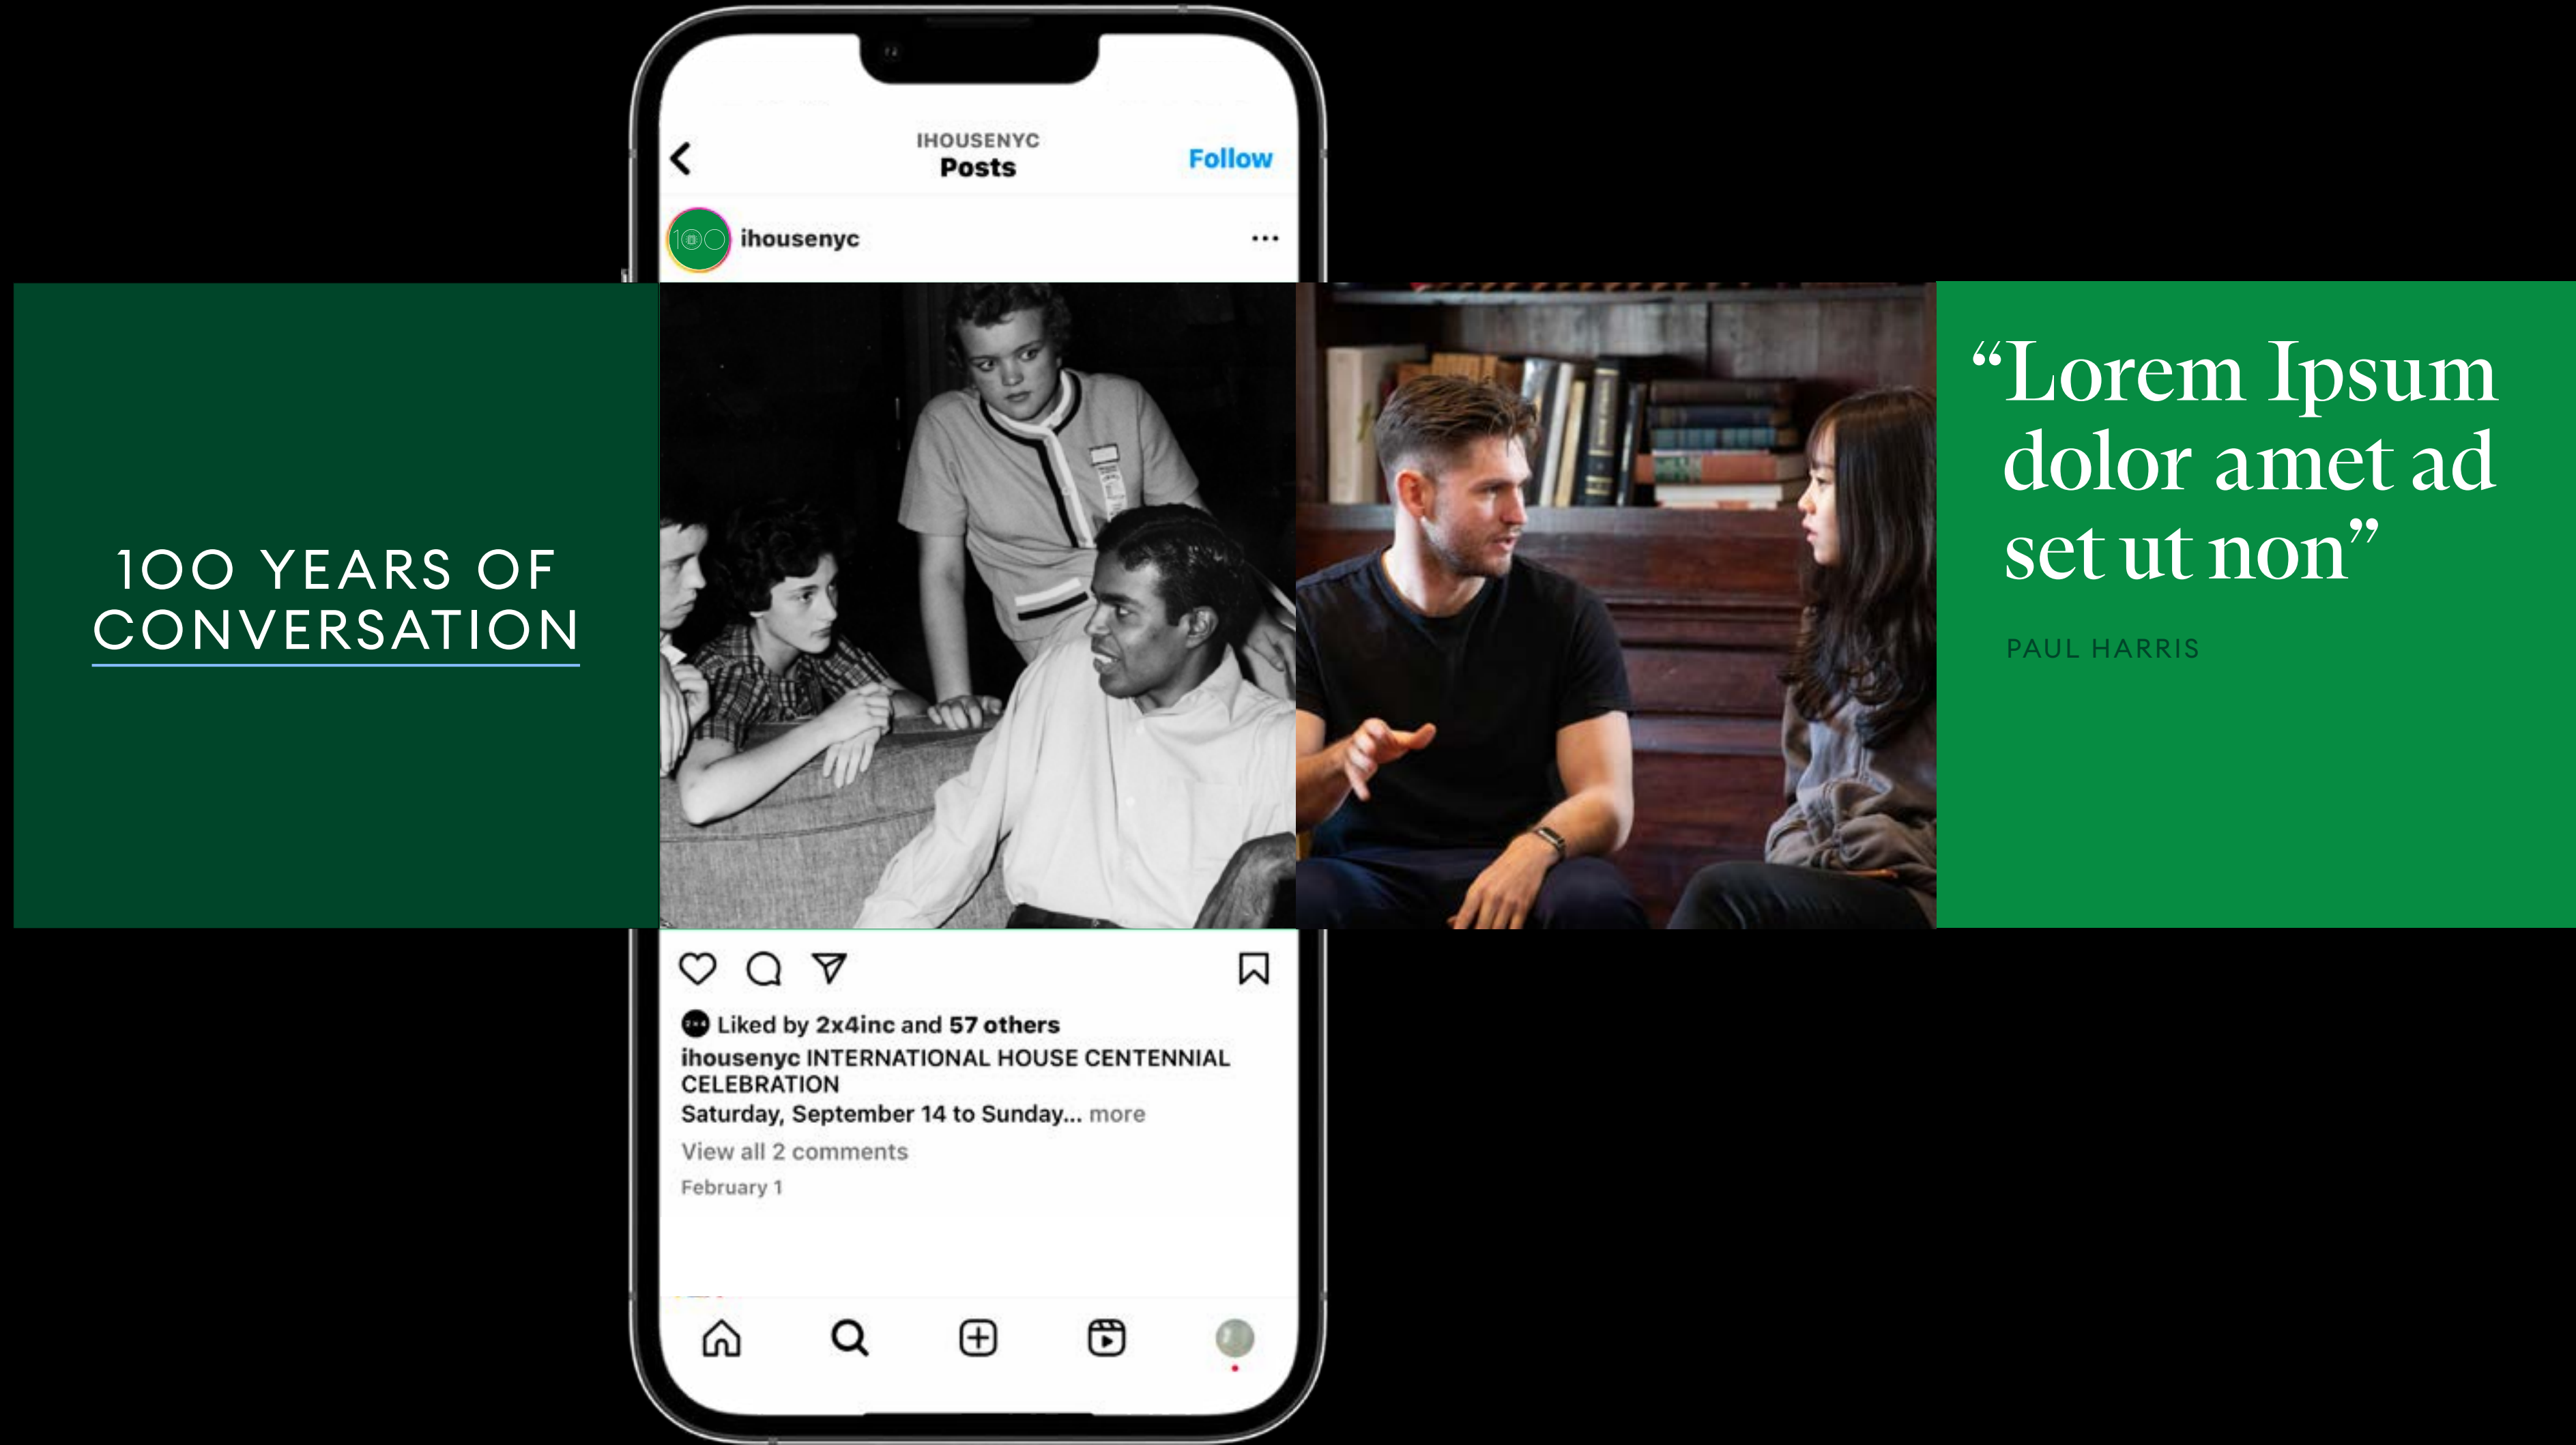 IHOUSENYC
Posts
Follow
100
ihousenyc
100 YEARS OF
CONVERSATION
“Lorem Ipsum
dolor amet ad
set ut non”
PAUL HARRIS
Liked by 2x4inc and 57 others
ihousenyc INTERNATIONAL HOUSE CENTENNIAL
CELEBRATION
Saturday, September 14 to Sunday... more
View all 2 comments
February 1